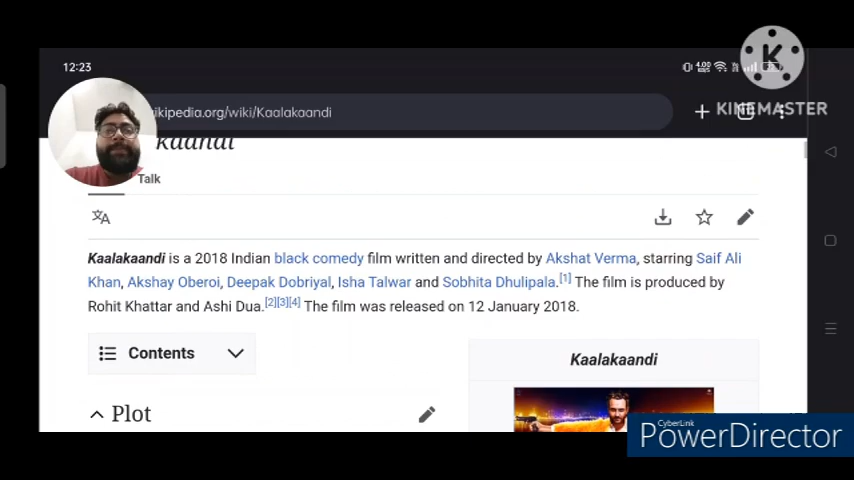 12:23
4.00
K
KINEMASTER
ikipedia.org/wiki/Kaalakaandi
Talk
Kaalakaandi is a 2018 Indian black comedy film written and directed by Akshat Verma, starring Saif Ali
Khan, Akshay Oberoi, Deepak Dobriyal, Isha Talwar and Sobhita Dhulipala.[1] The film is produced by
Rohit Khattar and Ashi Dua.[2][3][4] The film was released on 12 January 2018.
Contents
Kaalakaandi
Plot
CyberLink
PowerDirector